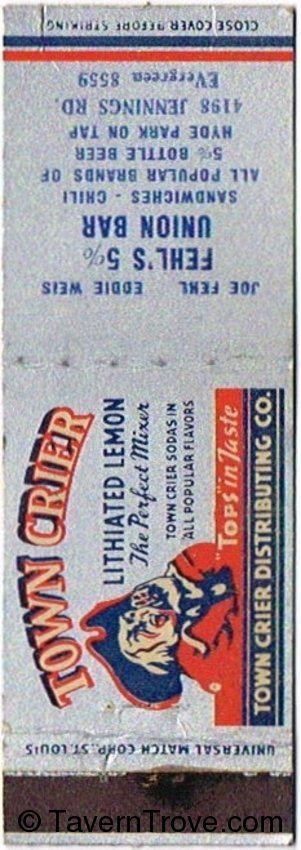 CLOSE COVER BEFORE STRIKING
JOE FEHL EDDIE WEIS
FEHL'S 5%
UNION BAR
SANDWICHES - CHILI
ALL POPULAR BRANDS OF
5% BOTTLE BEER
HYDE PARK ON TAP
4198 JENNINGS RD.
EVergreen 8559
TOWN CRIER
LITHIATED LEMON
The Perfect Mixer
TOWN CRIER SODAS IN
ALL POPULAR FLAVORS
"TOPS" in Taste
TOWN CRIER DISTRIBUTING CO.
UNIVERSAL MATCH CORP. ST. LOUIS
© TavernTrove.com